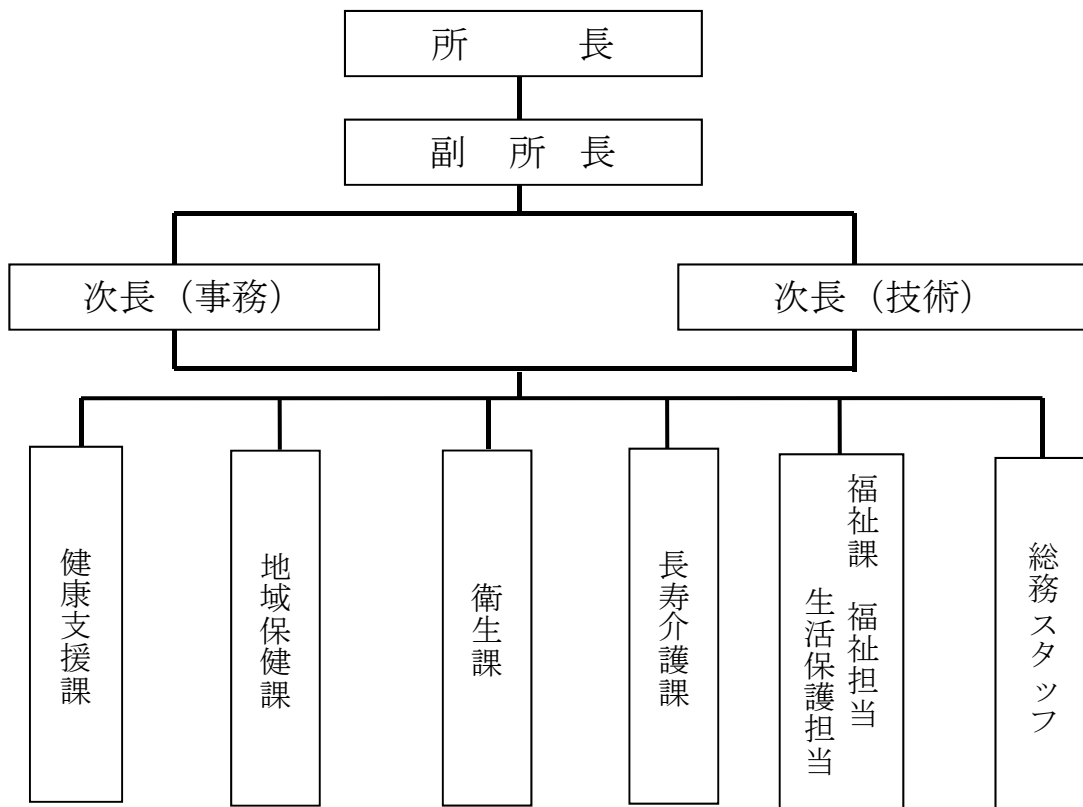 所　　　長
副　所　長
次長（事務）
次長（技術）
健康支援課
地域保健課
衛生課
長寿介護課
福祉課　福祉担当
生活保護担当
総務スタッフ